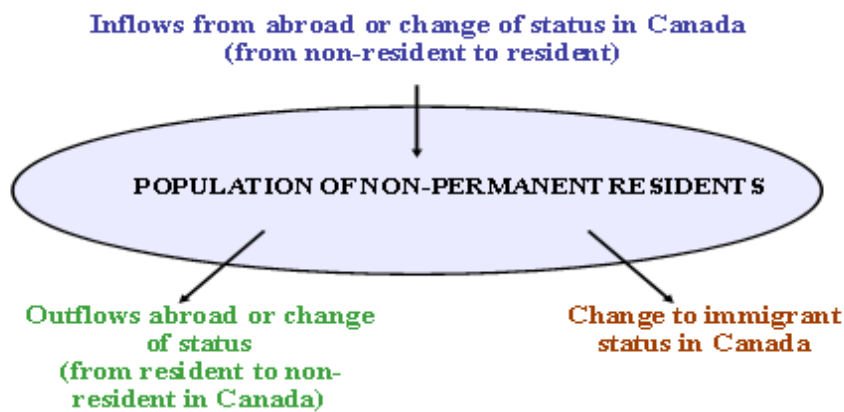 Inflows from abroad or change of status in Canada
(from non-resident to resident)
POPULATION OF NON-PERMANENT RESIDENTS
Outflows abroad or change
of status
(from resident to non-
resident in Canada)
Change to immigrant
status in Canada